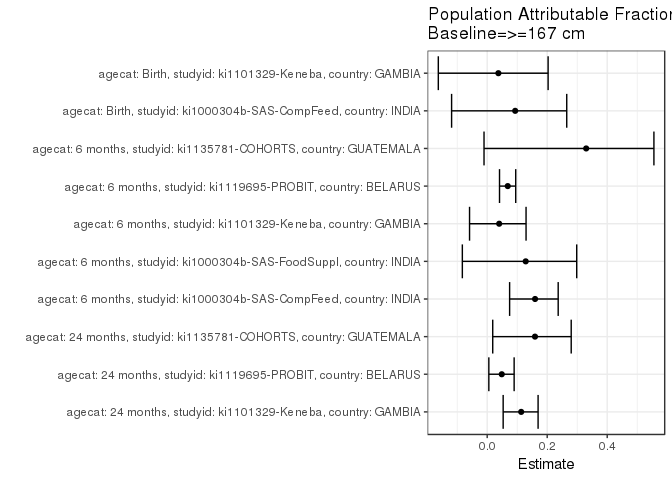 Population Attributable Fraction
Baseline=>=167 cm
agecat: Birth, studyid: ki1101329-Keneba, country: GAMBIA
agecat: Birth, studyid: ki1000304b-SAS-CompFeed, country: INDIA
agecat: 6 months, studyid: ki1135781-COHORTS, country: GUATEMALA
agecat: 6 months, studyid: ki1119695-PROBIT, country: BELARUS
agecat: 6 months, studyid: ki1101329-Keneba, country: GAMBIA
agecat: 6 months, studyid: ki1000304b-SAS-FoodSuppl, country: INDIA
agecat: 6 months, studyid: ki1000304b-SAS-CompFeed, country: INDIA
agecat: 24 months, studyid: ki1135781-COHORTS, country: GUATEMALA
agecat: 24 months, studyid: ki1119695-PROBIT, country: BELARUS
agecat: 24 months, studyid: ki1101329-Keneba, country: GAMBIA
0.0 0.2 0.4
Estimate